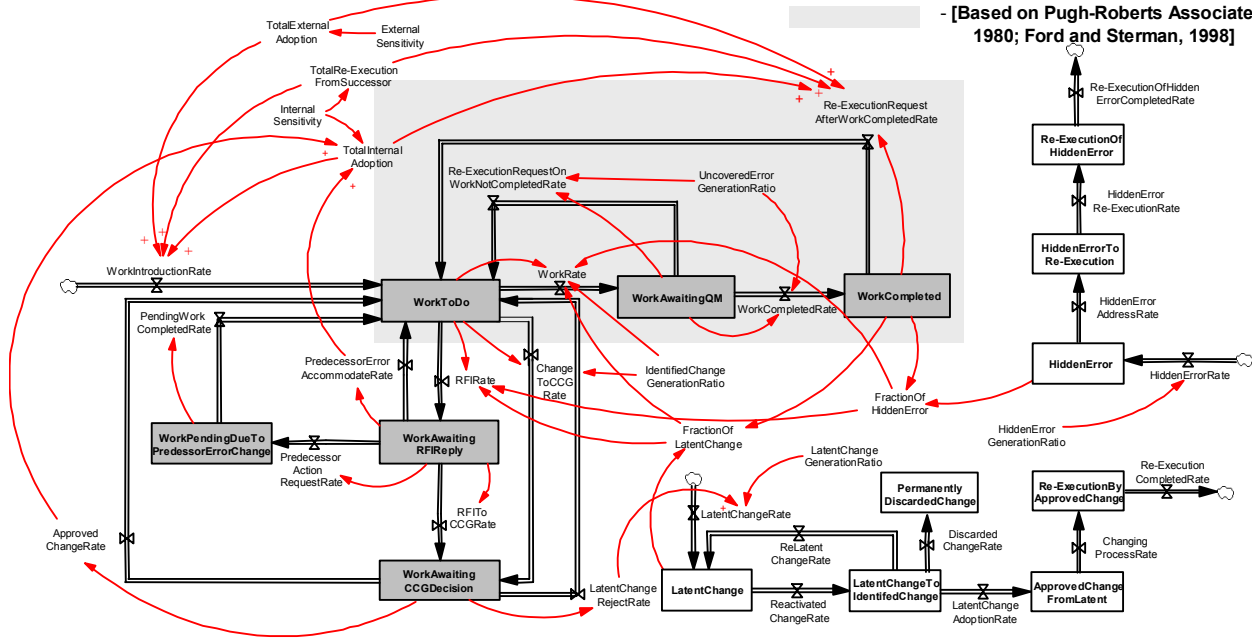 - [Based on Pugh-Roberts Associate
1980; Ford and Sterman, 1998]
TotalExternal
Adoption
External
Sensitivity
TotalRe-Execution
FromSuccessor
Internal
Sensitivity
TotalInternal
Adoption
Re-ExecutionRequest
AfterWorkCompletedRate
Re-ExecutionOfHidden
ErrorCompletedRate
Re-ExecutionOf
HiddenError
Re-ExecutionRequestOn
WorkNotCompletedRate
UncoveredError
GenerationRatio
HiddenError
Re-ExecutionRate
HiddenErrorTo
Re-Execution
WorkIntroductionRate
WorkToDo
WorkRate
WorkAwaitingQM
WorkCompletedRate
WorkCompleted
HiddenError
AddressRate
PendingWork
CompletedRate
PredecessorError
AccommodateRate
RFIRate
Change
ToCCG
Rate
IdentifiedChange
GenerationRatio
HiddenError
HiddenErrorRate
FractionOf
HiddenError
HiddenError
GenerationRatio
WorkPendingDueTo
PredessorErrorChange
WorkAwaiting
RFIReply
FractionOf
LatentChange
Predecessor
Action
RequestRate
RFITo
CCGRate
LatentChange
GenerationRatio
Permanently
DiscardedChange
Re-ExecutionBy
ApprovedChange
Re-Execution
CompletedRate
LatentChangeRate
Approved
ChangeRate
ReLatent
ChangeRate
Discarded
ChangeRate
Changing
ProcessRate
WorkAwaiting
CCGDecision
LatentChange
RejectRate
LatentChange
Reactivated
ChangeRate
LatentChangeTo
IdentifedChange
LatentChange
AdoptionRate
ApprovedChange
FromLatent